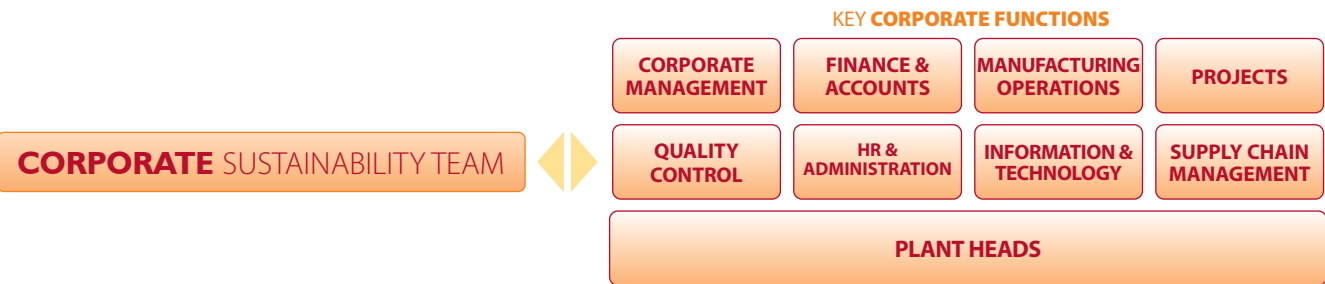 KEY CORPORATE FUNCTIONS
CORPORATE
MANAGEMENT
FINANCE &
ACCOUNTS
MANUFACTURING
OPERATIONS
PROJECTS
CORPORATE SUSTAINABILITY TEAM
QUALITY
CONTROL
HR &
ADMINISTRATION
INFORMATION &
TECHNOLOGY
SUPPLY CHAIN
MANAGEMENT
PLANT HEADS